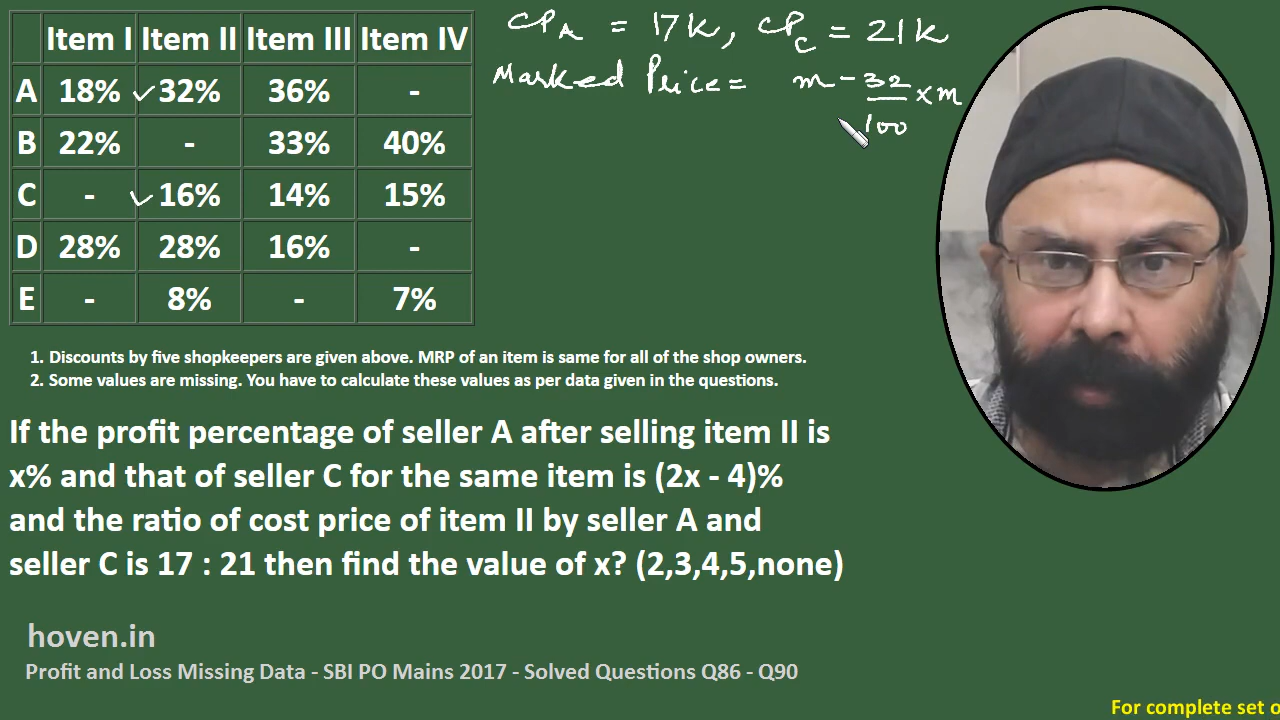 Item I Item II Item III Item IV
A 18% ✓32% 36% -
B 22% - 33% 40%
C - ✓16% 14% 15%
D 28% 28% 16% -
E - 8% - 7%
CP_A = 17k, CP_C = 21k
Marked Price = m - 32/100 × m
1. Discounts by five shopkeepers are given above. MRP of an item is same for all of the shop owners.
2. Some values are missing. You have to calculate these values as per data given in the questions.
If the profit percentage of seller A after selling item II is
x% and that of seller C for the same item is (2x - 4)%
and the ratio of cost price of item II by seller A and
seller C is 17 : 21 then find the value of x? (2,3,4,5,none)
hoven.in
Profit and Loss Missing Data - SBI PO Mains 2017 - Solved Questions Q86 - Q90
For complete set o